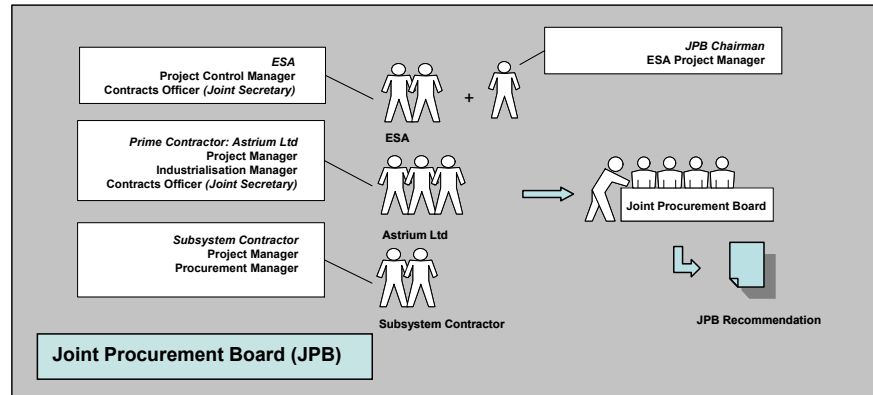 ESA
Project Control Manager
Contracts Officer (Joint Secretary)
JPB Chairman
ESA Project Manager
+
ESA
Prime Contractor: Astrium Ltd
Project Manager
Industrialisation Manager
Contracts Officer (Joint Secretary)
Astrium Ltd
Joint Procurement Board
Subsystem Contractor
Project Manager
Procurement Manager
Subsystem Contractor
JPB Recommendation
Joint Procurement Board (JPB)